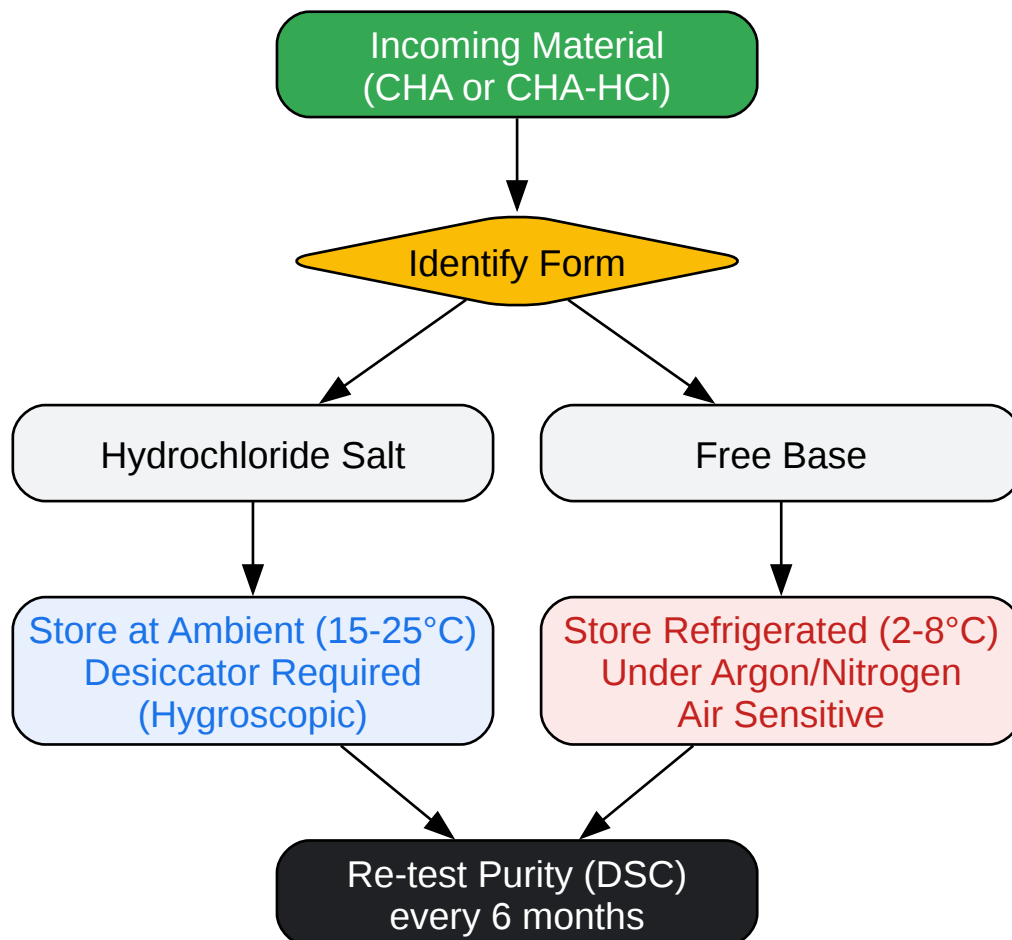 Incoming Material
(CHA or CHA-HCl)
Identify Form
Hydrochloride Salt
Free Base
Store at Ambient (15-25°C)
Desiccator Required
(Hygroscopic)
Store Refrigerated (2-8°C)
Under Argon/Nitrogen
Air Sensitive
Re-test Purity (DSC)
every 6 months